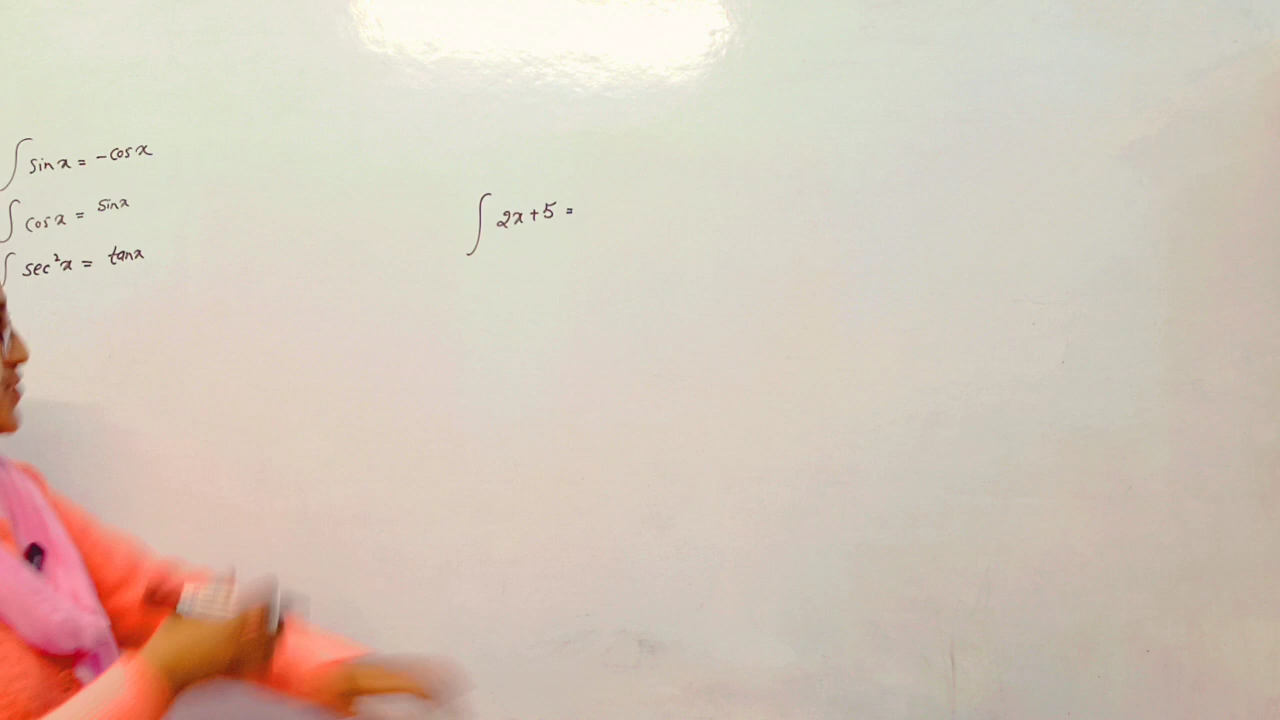 ∫ sin x = -cos x
∫ cos x = sin x
∫ sec²x = tan x
∫ 2x+5 =